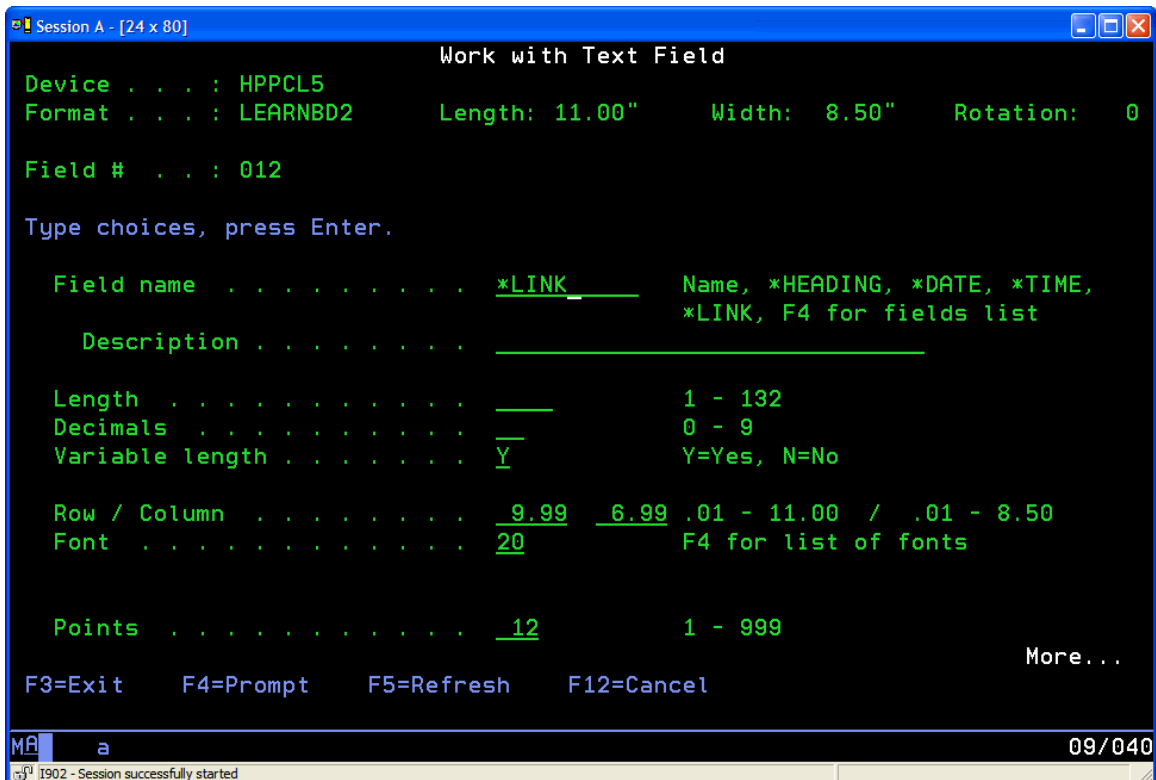 Session A - [24 x 80]
Work with Text Field
Device . . . : HPPCL5
Format . . . : LEARNBD2 Length: 11.00" Width: 8.50" Rotation: 0
Field # . . : 012
Type choices, press Enter.
Field name . . . . . . . . . *LINK_____ Name, *HEADING, *DATE, *TIME,
*LINK, F4 for fields list
Description . . . . . . . . ______________________________
Length . . . . . . . . . . . ____ 1 - 132
Decimals . . . . . . . . . . __ 0 - 9
Variable length . . . . . . . Y Y=Yes, N=No
Row / Column . . . . . . . . 9.99 6.99 .01 - 11.00 / .01 - 8.50
Font . . . . . . . . . . . . 20 F4 for list of fonts
Points . . . . . . . . . . . 12 1 - 999
More...
F3=Exit F4=Prompt F5=Refresh F12=Cancel
MA a 09/040
I902 - Session successfully started